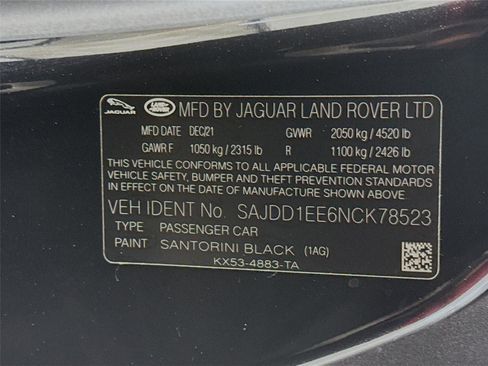 JAGUAR LAND ROVER MFD BY JAGUAR LAND ROVER LTD
MFD DATE DEC/21 GVWR 2050 kg / 4520 lb
GAWR F 1050 kg / 2315 lb R 1100 kg / 2426 lb
THIS VEHICLE CONFORMS TO ALL APPLICABLE FEDERAL MOTOR
VEHICLE SAFETY, BUMPER AND THEFT PREVENTION STANDARDS
IN EFFECT ON THE DATE OF MANUFACTURE SHOWN ABOVE.
VEH IDENT No. SAJDD1EE6NCK78523
TYPE PASSENGER CAR
PAINT SANTORINI BLACK (1AG)
KX53-4883-TA